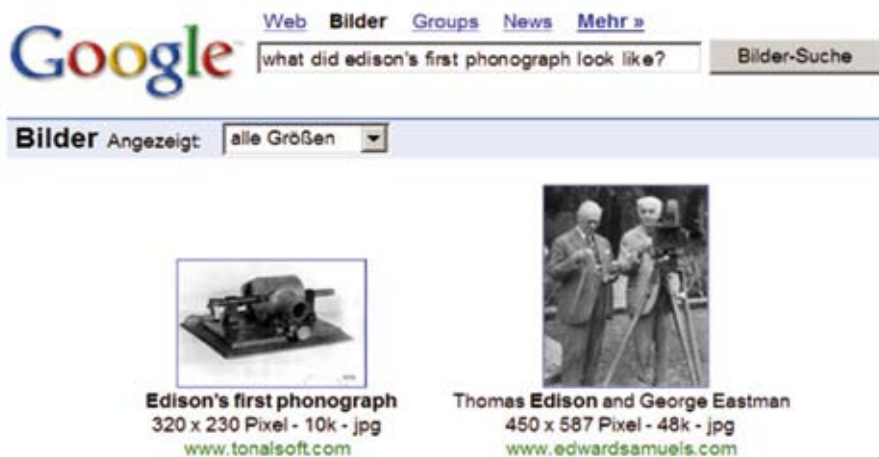 Google
Web Bilder Groups News Mehr »
what did edison's first phonograph look like? Bilder-Suche
Bilder Angezeigt: alle Größen
Edison's first phonograph
320 x 230 Pixel - 10k - jpg
www.tonalsoft.com
Thomas Edison and George Eastman
450 x 587 Pixel - 48k - jpg
www.edwardsamuels.com